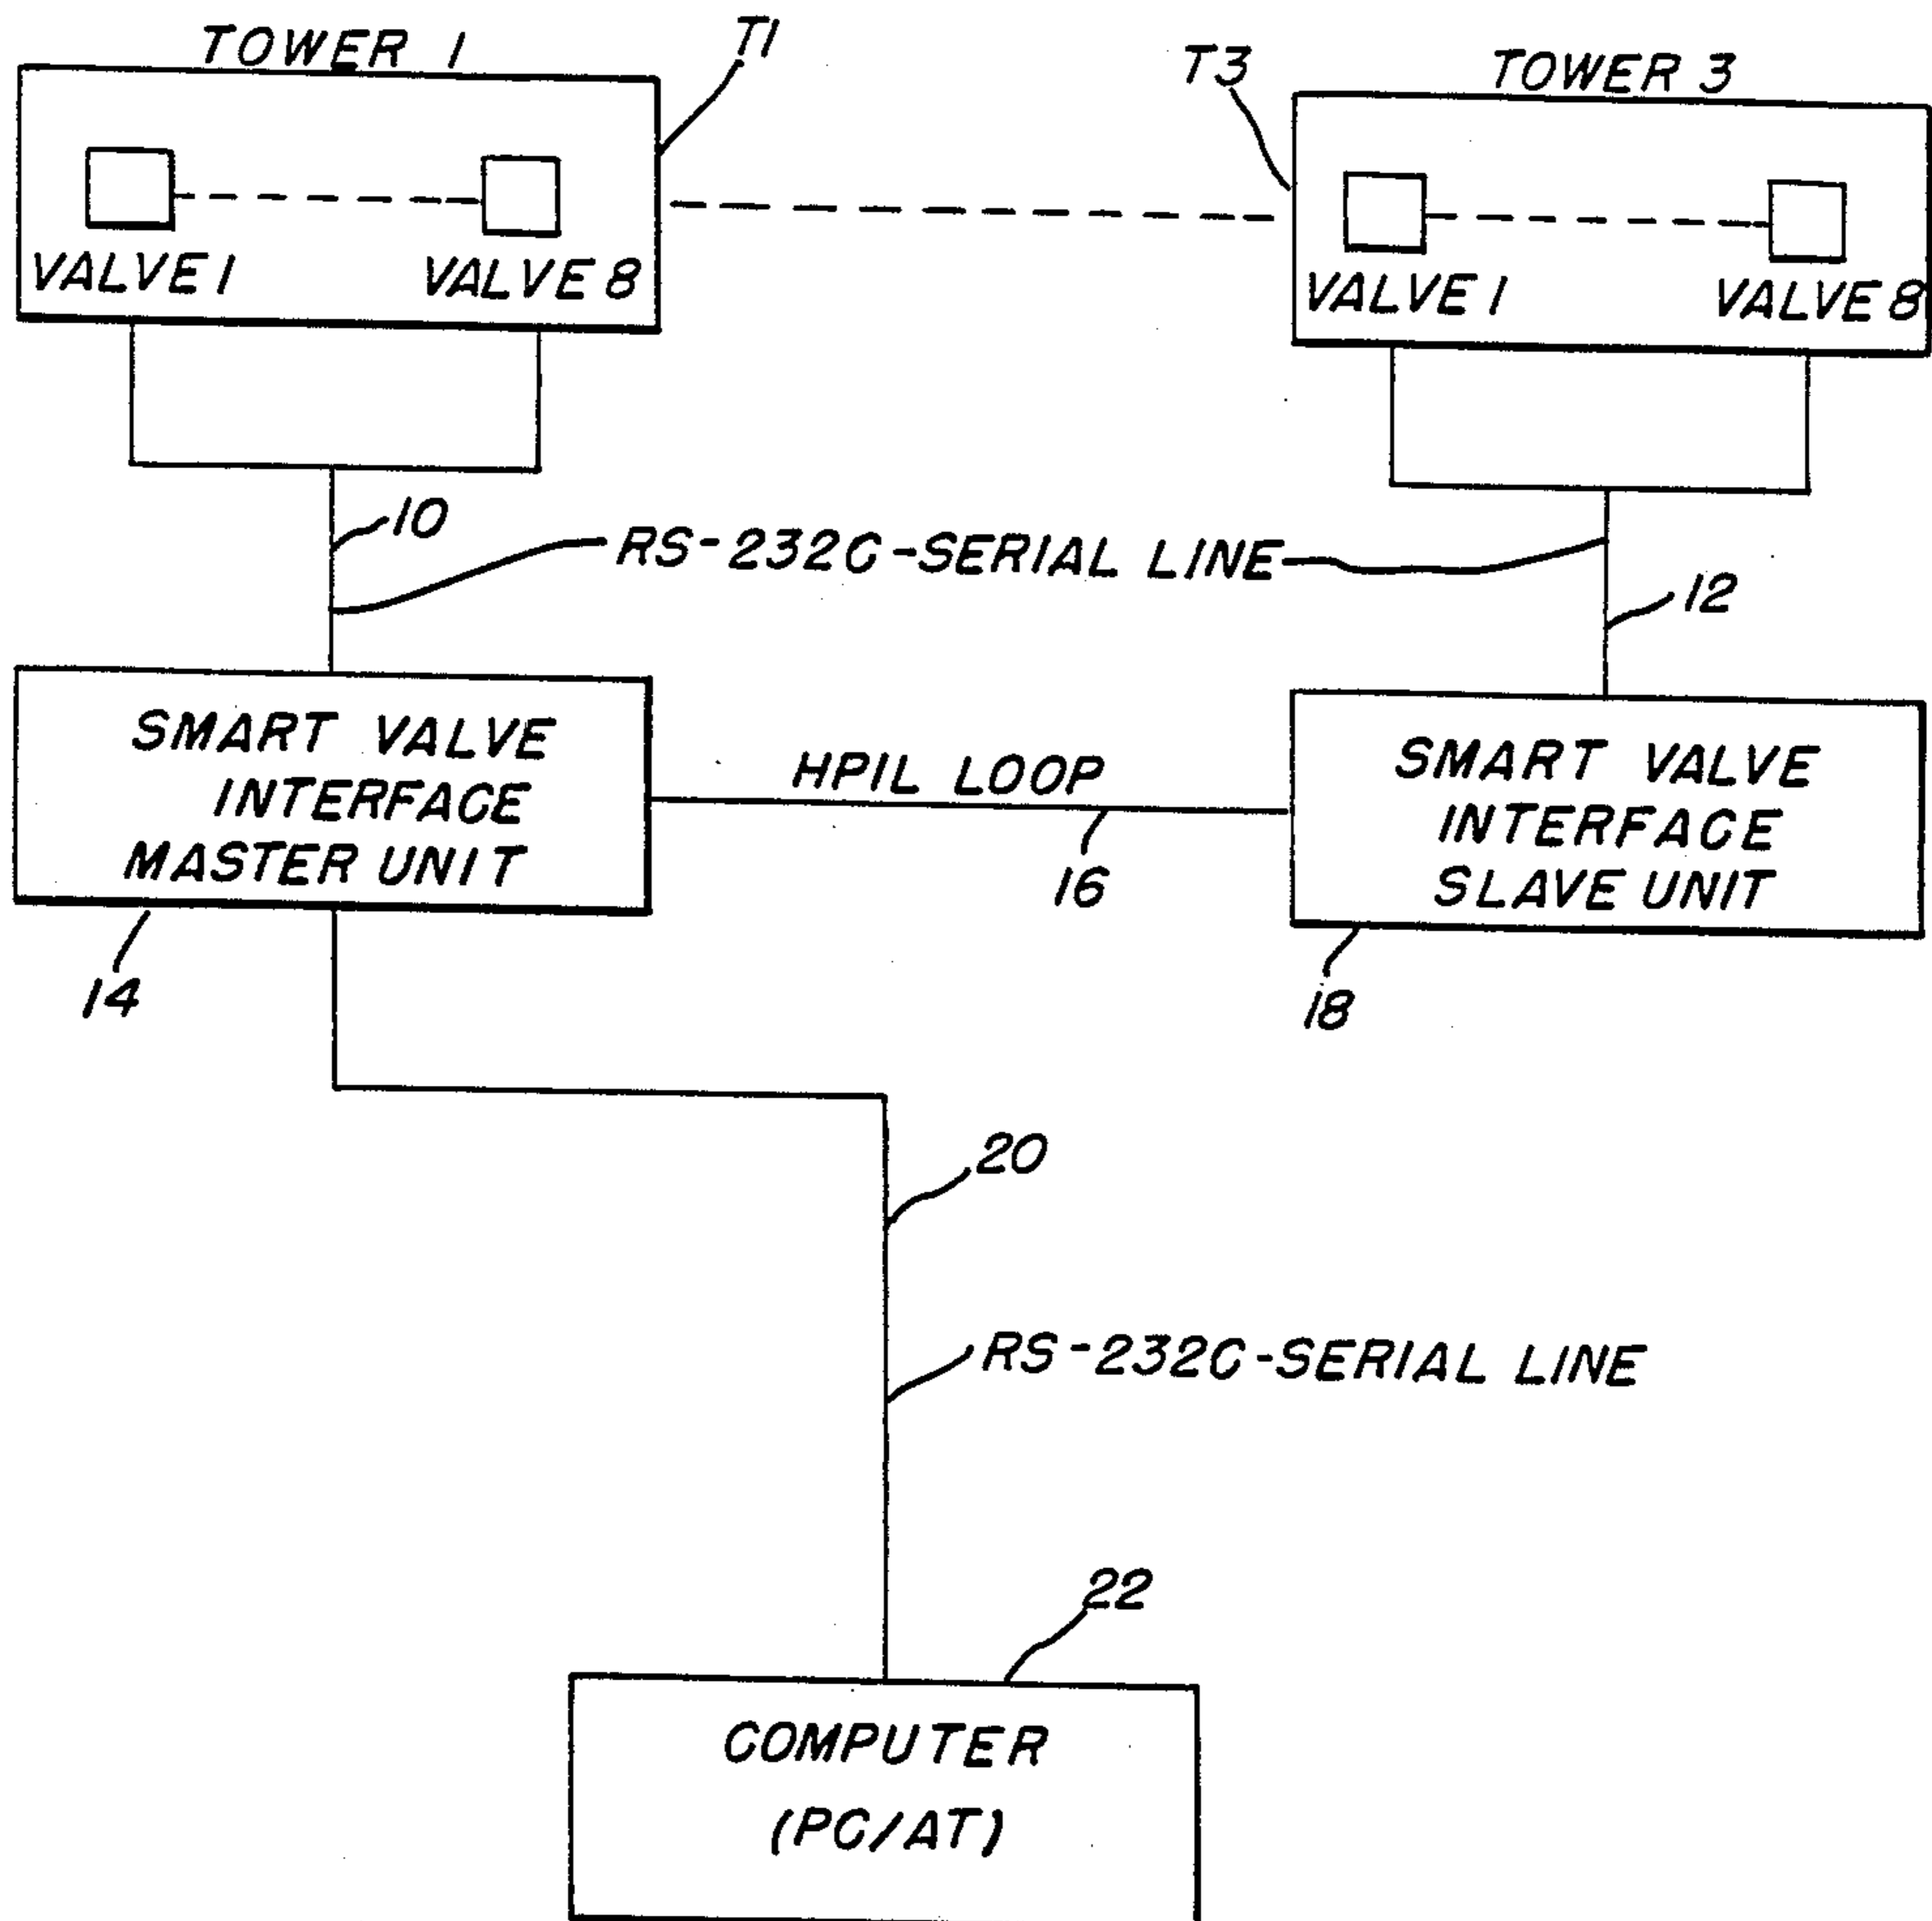 TOWER 1
T1
T3
TOWER 3
VALVE 1
VALVE 8
VALVE 1
VALVE 8
10
RS-232C-SERIAL LINE
12
SMART VALVE
INTERFACE
MASTER UNIT
HPIL LOOP
16
SMART VALVE
INTERFACE
SLAVE UNIT
14
18
20
RS-232C-SERIAL LINE
22
COMPUTER
(PC/AT)